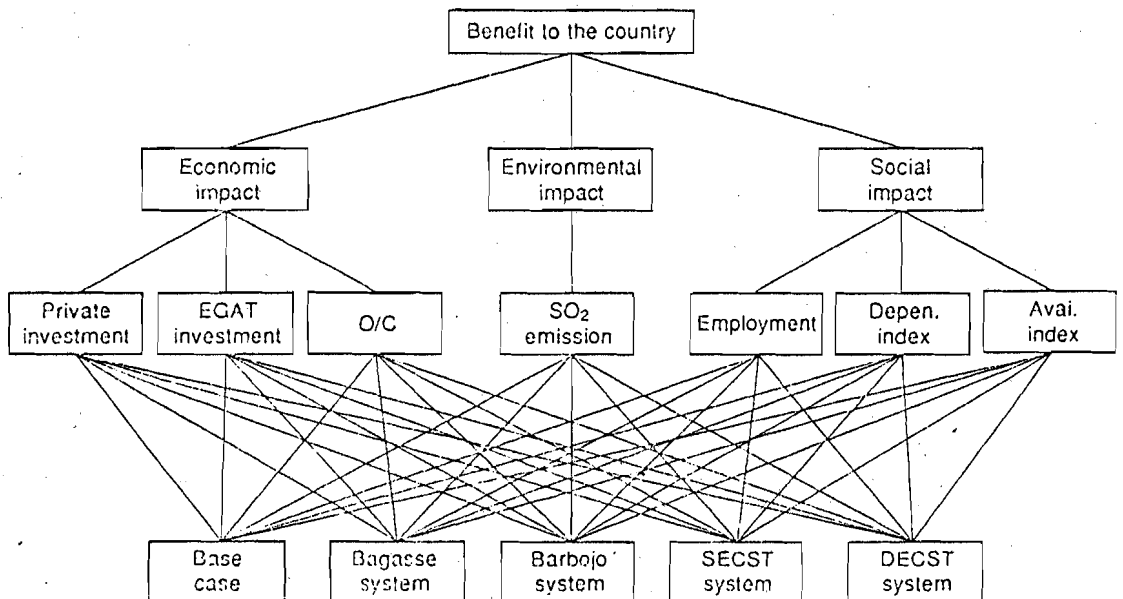 Benefit to the country
Economic
impact
Environmental
impact
Social
impact
Private
investment
EGAT
investment
O/C
SO₂
emission
Employment
Depen.
index
Avai.
index
Base
case
Bagasse
system
Barbojo
system
SECST
system
DECST
system